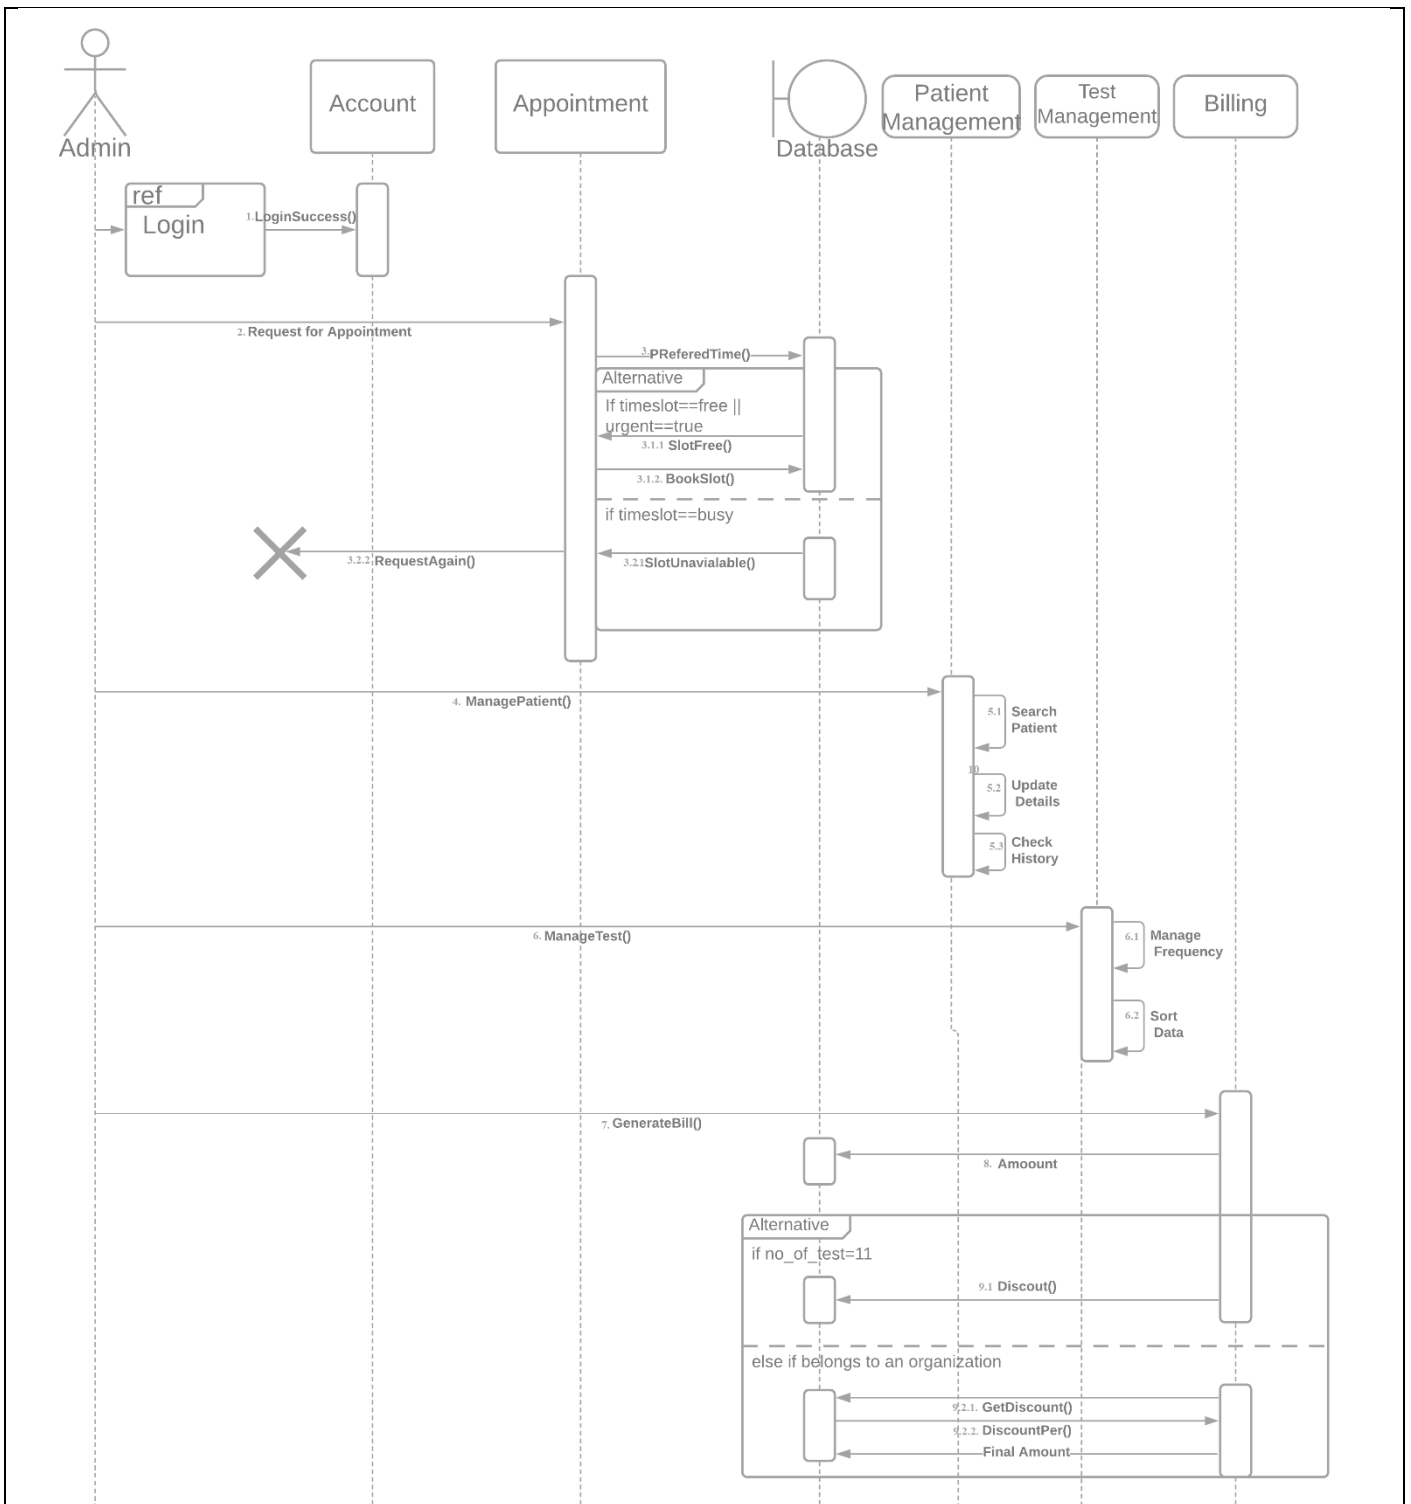 Admin
Account
Appointment
Database
Patient
Management
Test
Management
Billing
ref
Login
1.LoginSuccess()
2. Request for Appointment
3.PReferedTime()
Alternative
If timeslot==free ||
urgent==true
3.1.1 SlotFree()
3.1.2. BookSlot()
if timeslot==busy
3.2.2 RequestAgain()
3.2.1SlotUnavialable()
4. ManagePatient()
5.1 Search
Patient
10
5.2 Update
Details
5.3 Check
History
6. ManageTest()
6.1 Manage
Frequency
6.2 Sort
Data
7. GenerateBill()
8. Amoount
Alternative
if no_of_test=11
9.1 Discout()
else if belongs to an organization
9.2.1. GetDiscount()
9.2.2. DiscountPer()
Final Amount